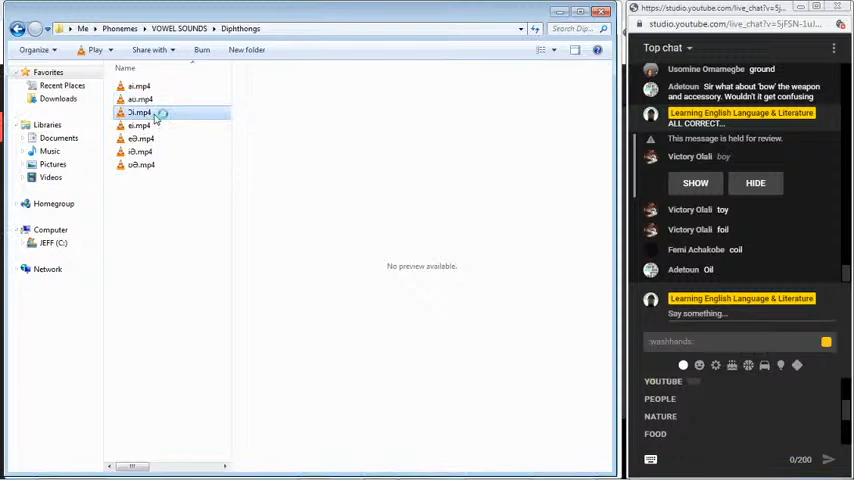 Me ▸ Phonemes ▸ VOWEL SOUNDS ▸ Diphthongs
Search Dip...
Organize
Play
Share with
Burn
New folder
Favorites
Recent Places
Downloads
Libraries
Documents
Music
Pictures
Videos
Homegroup
Computer
JEFF (C:)
Network
Name
ai.mp4
aʊ.mp4
Ɔi.mp4
ei.mp4
eƏ.mp4
iƏ.mp4
ʊƏ.mp4
No preview available.
https://studio.youtube.com/live_chat?v=5j...
studio.youtube.com/live_chat?v=5jFSN-1uJ
Top chat
Usomine Omamegbe ground
Adetoun Sir what about 'bow' the weapon
and accessory. Wouldn't it get confusing
Learning English Language & Literature
ALL CORRECT...
This message is held for review.
Victory Olali boy
SHOW
HIDE
Victory Olali toy
Victory Olali foil
Femi Achakobe coil
Adetoun Oil
Learning English Language & Literature
Say something...
:washhands:
YOUTUBE
PEOPLE
NATURE
FOOD
0/200